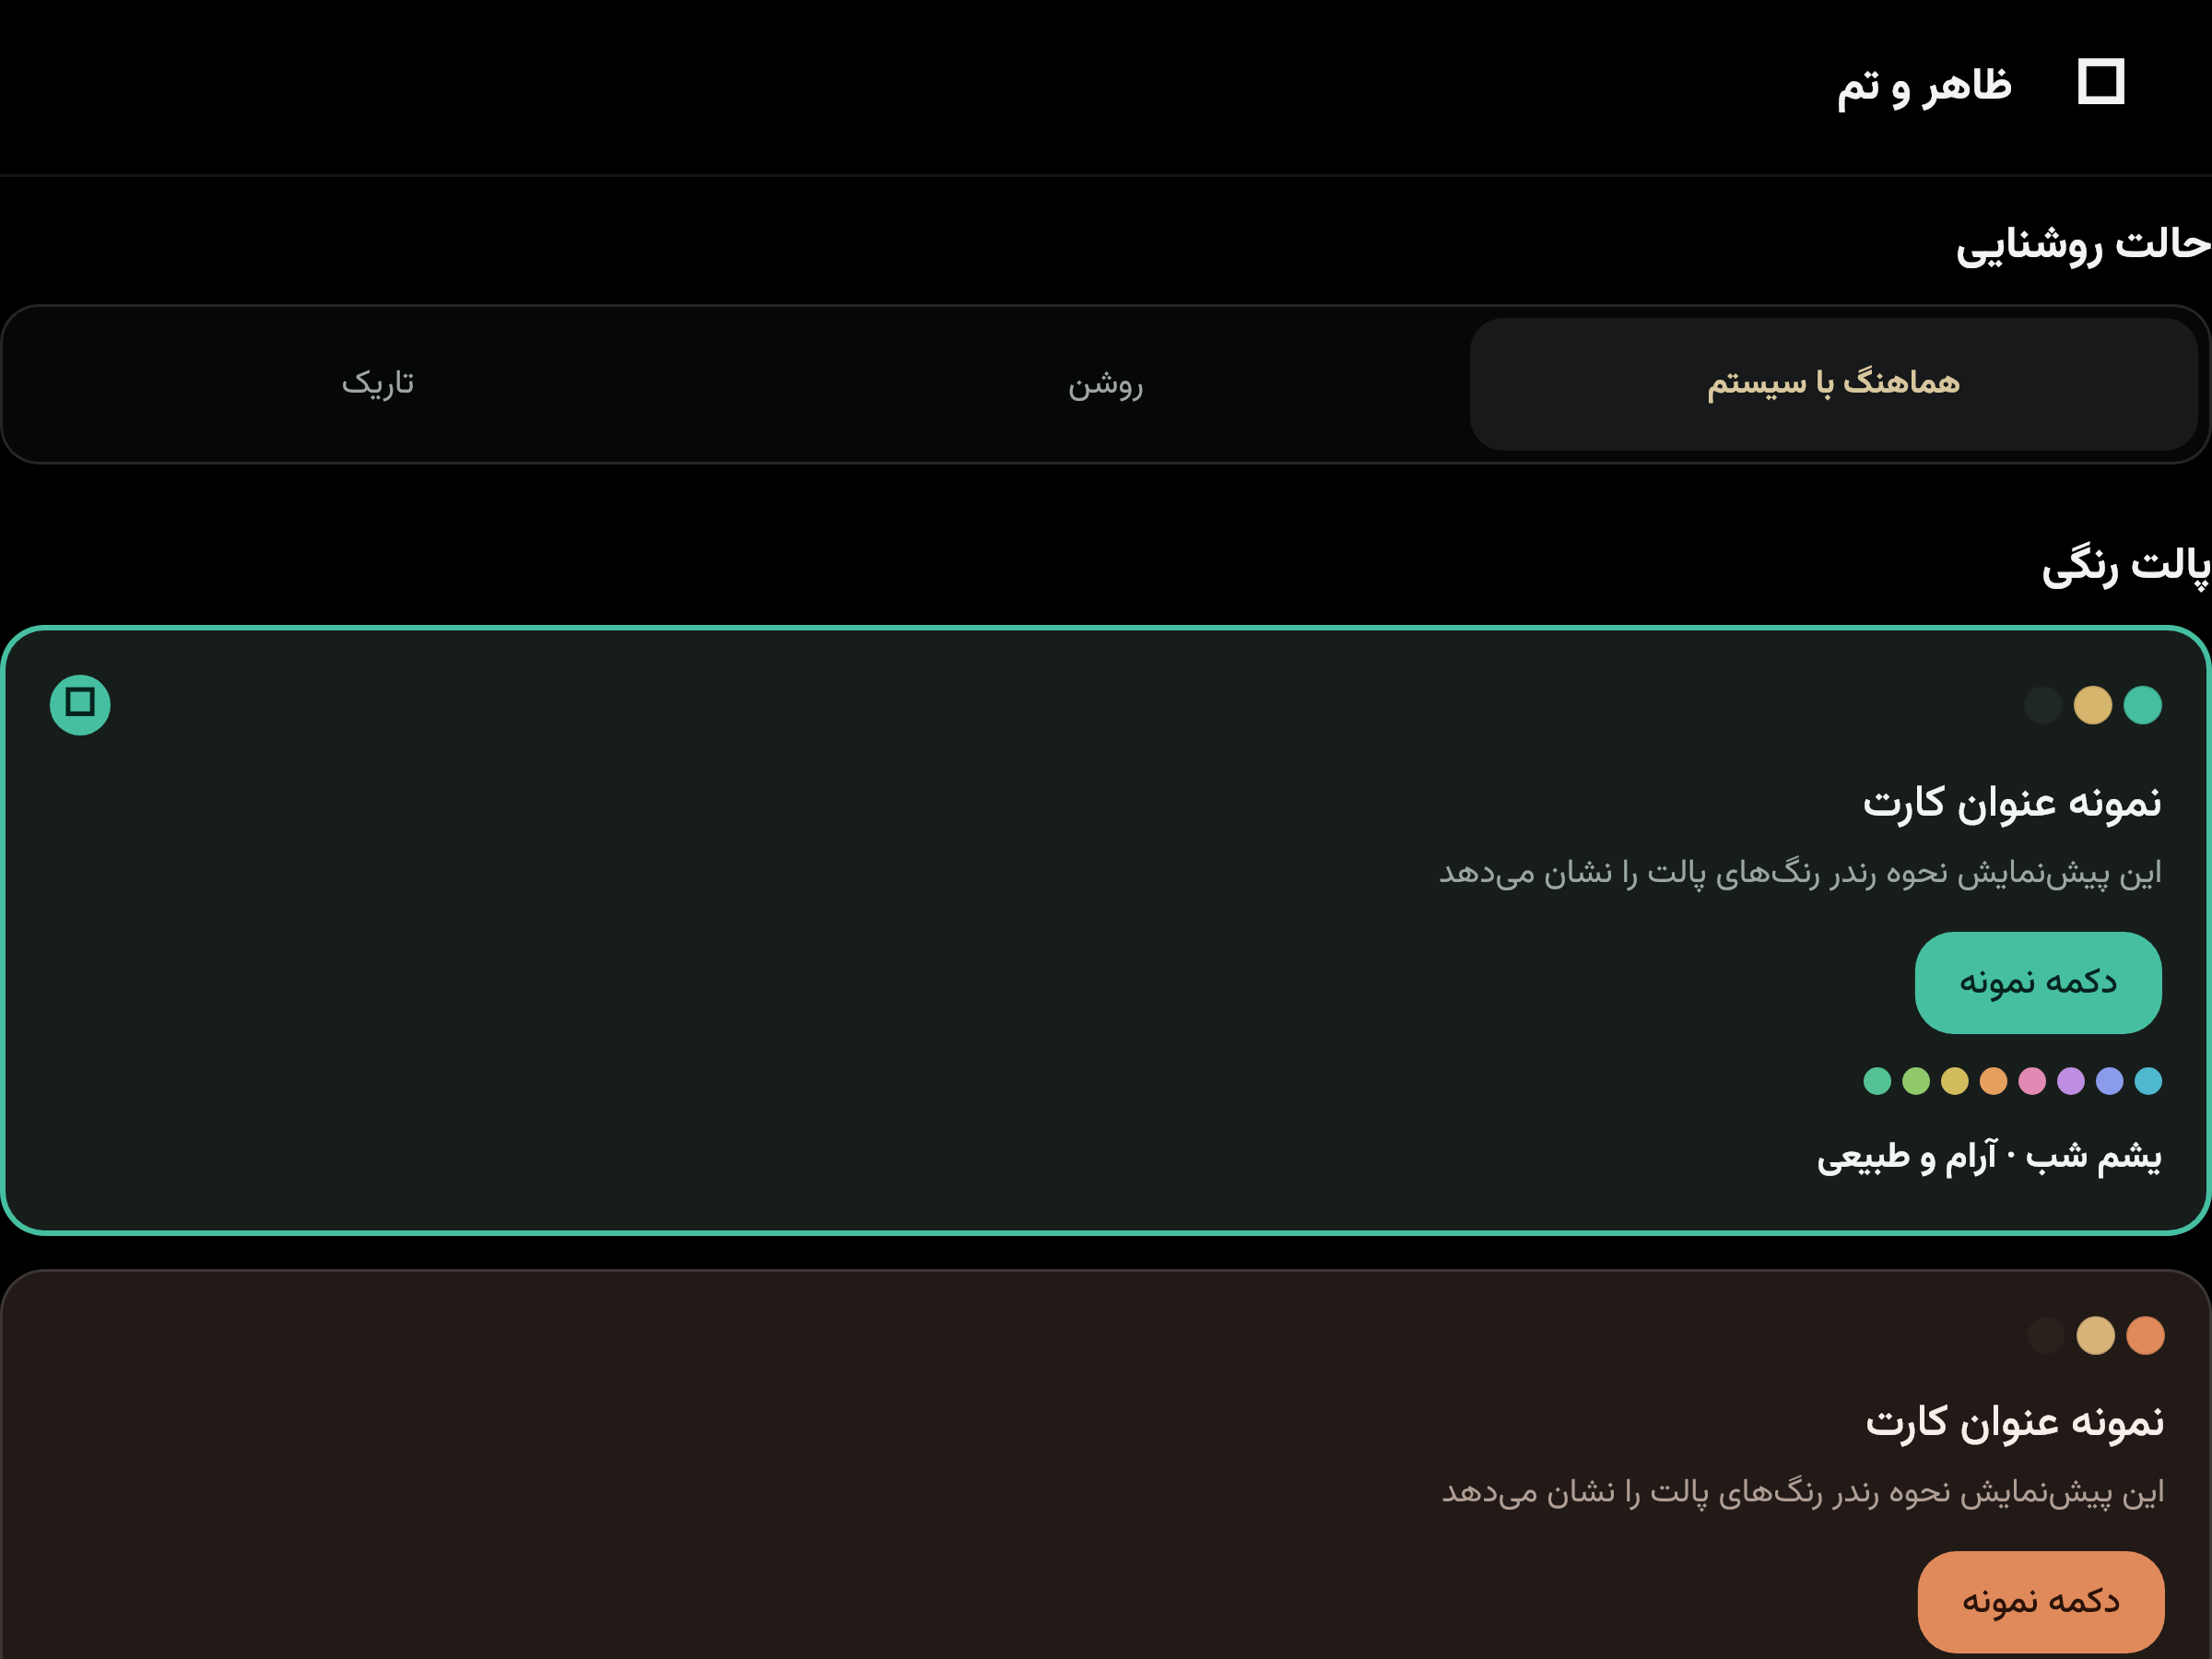 ظاهر و تم
حالت روشنایی
هماهنگ با سیستم
روشن
تاریک
پالت رنگی
نمونه عنوان کارت
این پیش‌نمایش نحوه رندر رنگ‌های پالت را نشان می‌دهد
دکمه نمونه
یشم شب · آرام و طبیعی
نمونه عنوان کارت
این پیش‌نمایش نحوه رندر رنگ‌های پالت را نشان می‌دهد
دکمه نمونه